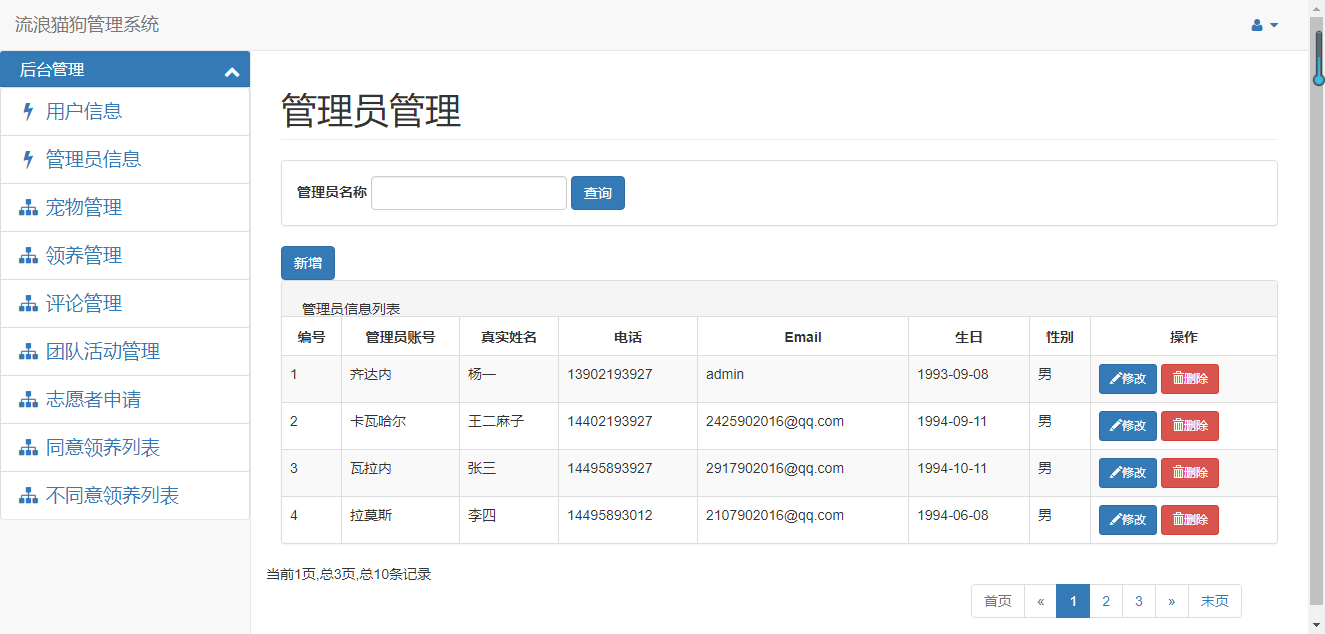 流浪猫狗管理系统
后台管理
用户信息
管理员信息
宠物管理
领养管理
评论管理
团队活动管理
志愿者申请
同意领养列表
不同意领养列表
管理员管理
管理员名称 查询
新增
管理员信息列表
编号 管理员账号 真实姓名 电话 Email 生日 性别 操作
1 齐达内 杨一 13902193927 admin 1993-09-08 男 修改 删除
2 卡瓦哈尔 王二麻子 14402193927 2425902016@qq.com 1994-09-11 男 修改 删除
3 瓦拉内 张三 14495893927 2917902016@qq.com 1994-10-11 男 修改 删除
4 拉莫斯 李四 14495893012 2107902016@qq.com 1994-06-08 男 修改 删除
当前1页,总3页,总10条记录
首页 « 1 2 3 » 末页